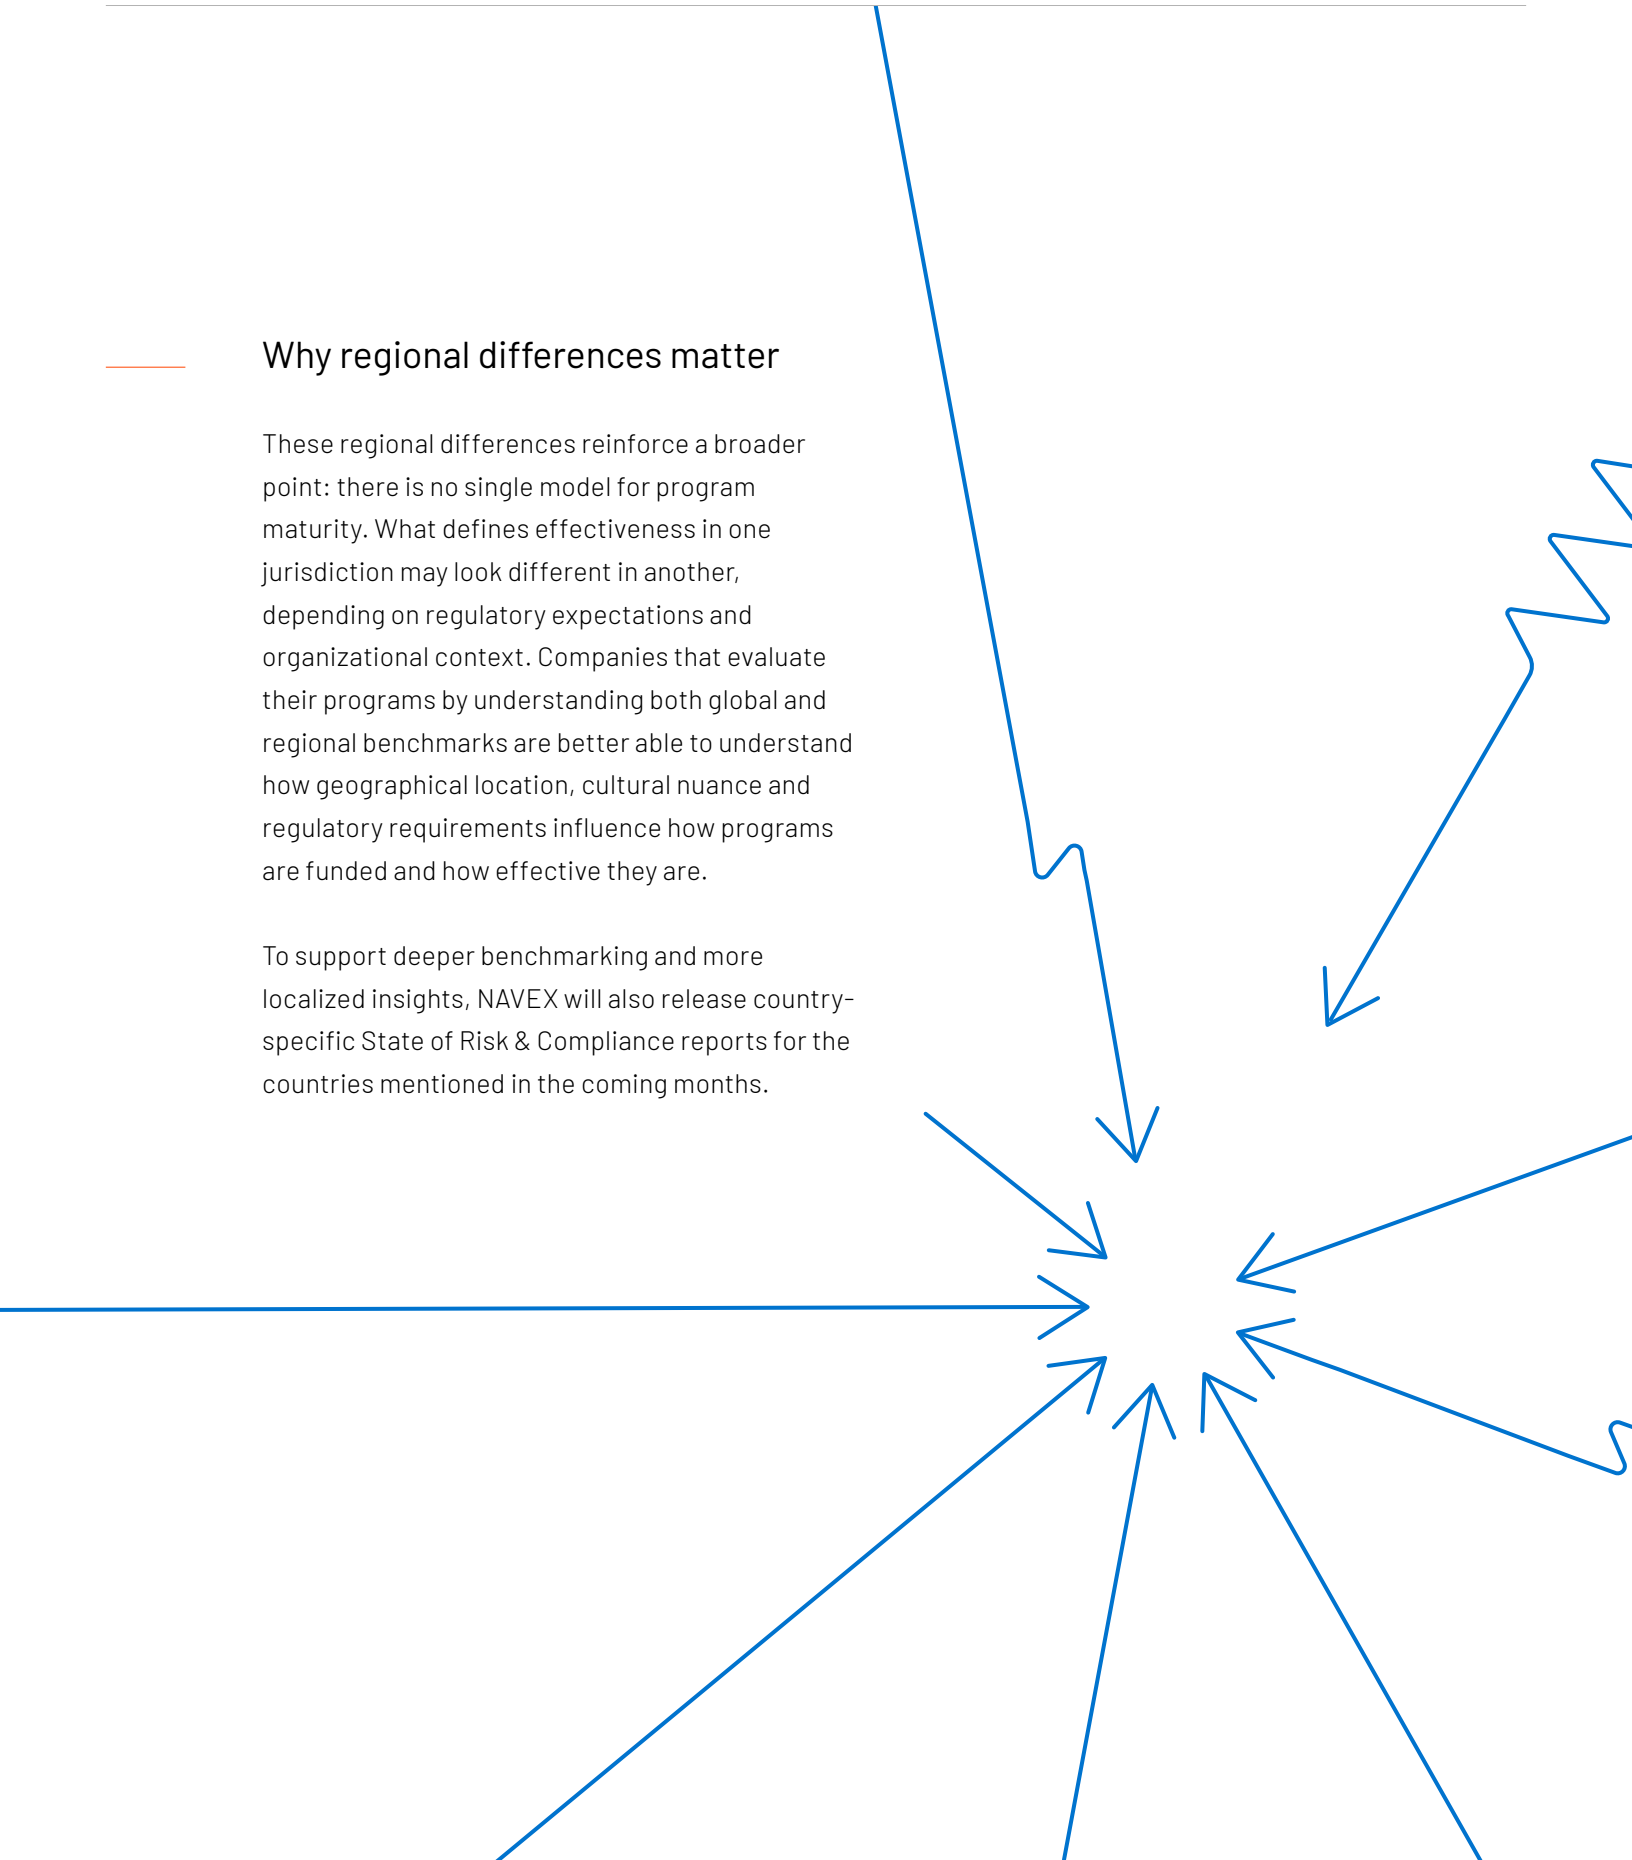 Why regional differences matter
These regional differences reinforce a broader
point: there is no single model for program
maturity. What defines effectiveness in one
jurisdiction may look different in another,
depending on regulatory expectations and
organizational context. Companies that evaluate
their programs by understanding both global and
regional benchmarks are better able to understand
how geographical location, cultural nuance and
regulatory requirements influence how programs
are funded and how effective they are.
To support deeper benchmarking and more
localized insights, NAVEX will also release country-
specific State of Risk & Compliance reports for the
countries mentioned in the coming months.